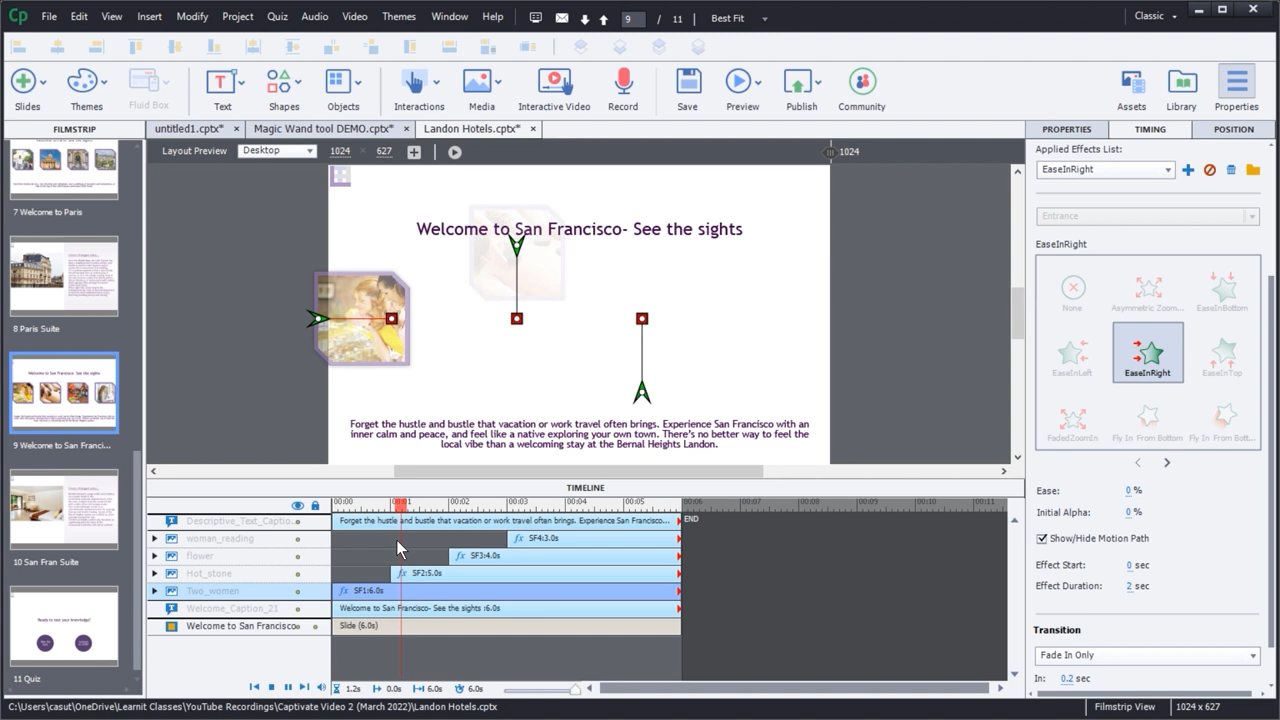 Cp File Edit View Insert Modify Project Quiz Audio Video Themes Window Help 9 / 11 Best Fit Classic
Slides Themes Fluid Box Text Shapes Objects Interactions Media Interactive Video Record Save Preview Publish Community Assets Library Properties
FILMSTRIP untitled1.cptx* × Magic Wand tool DEMO.cptx* × Landon Hotels.cptx* × PROPERTIES TIMING POSITION
Layout Preview Desktop 1024 × 627 1024
Applied Effects List:
EaseInRight
7 Welcome to Paris
Entrance
Welcome to San Francisco- See the sights
EaseInRight
None Asymmetric Zoom... EaseInBottom
8 Paris Suite
EaseInLeft EaseInRight EaseInTop
FadedZoomIn Fly In From Bottom Fly In From Bott...
Forget the hustle and bustle that vacation or work travel often brings. Experience San Francisco with an
inner calm and peace, and feel like a native exploring your own town. There's no better way to feel the
local vibe than a welcoming stay at the Bernal Heights Landon.
9 Welcome to San Franci...
TIMELINE
Ease: 0 %
Initial Alpha: 0 %
00:00 00:01 00:02 00:03 00:04 00:05 00:06 00:07 00:08 00:09 00:10 00:11
Descriptive_Text_Captio... Forget the hustle and bustle that vacation or work travel often brings. Experience San Francisco... END
woman_reading fx SF4:3.0s
Show/Hide Motion Path
flower fx SF3:4.0s
Effect Start: 0 sec
Hot_stone fx SF2:5.0s
Effect Duration: 2 sec
10 San Fran Suite
Two_women fx SF1:6.0s
Welcome_Caption_21 Welcome to San Francisco- See the sights :6.0s
Welcome to San Francisco... Slide (6.0s)
Transition
Ready to test your knowledge?
Fade In Only
11 Quiz
In: 0.2 sec
1.2s 0.0s 6.0s 6.0s
C:\Users\casut\OneDrive\Learnit Classes\YouTube Recordings\Captivate Video 2 (March 2022)\Landon Hotels.cptx Filmstrip View 1024 x 627